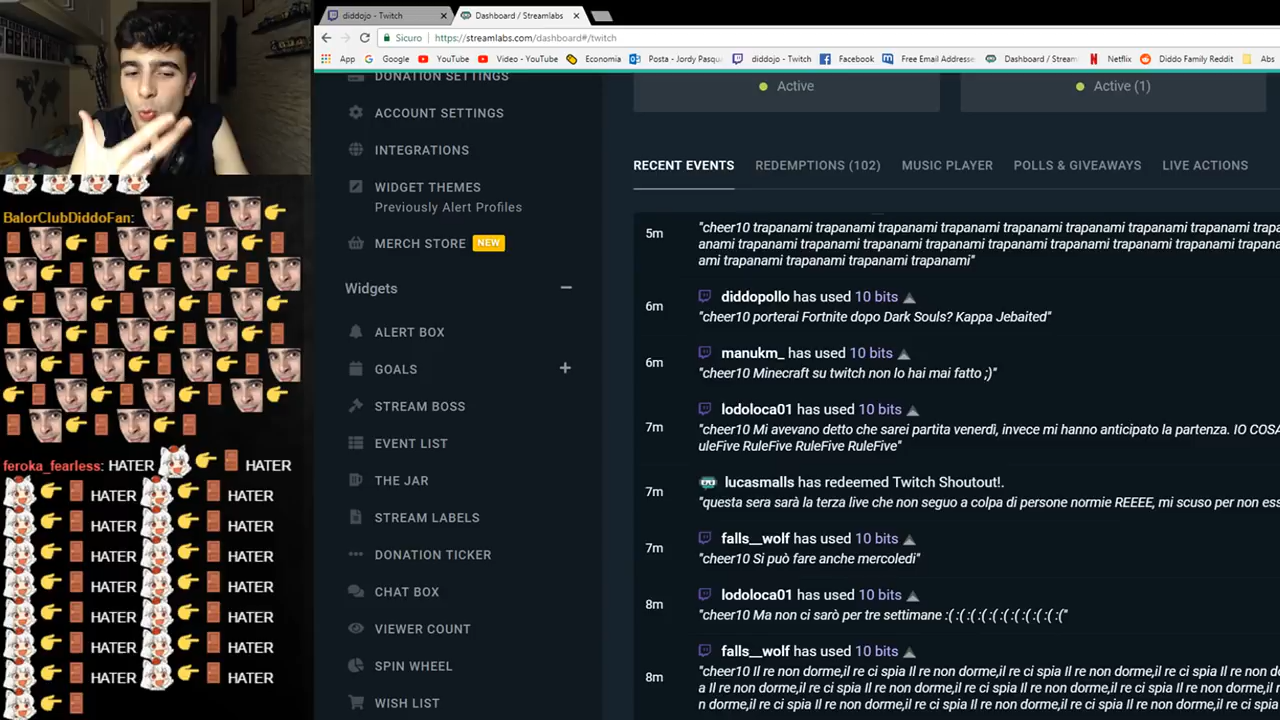 diddojo - Twitch
Dashboard / Streamlabs
Sicuro https://streamlabs.com/dashboard#/twitch
App Google YouTube Video - YouTube Economia Posta - Jordy Pasqua diddojo - Twitch Facebook Free Email Addresse Dashboard / Stream Netflix Diddo Family Reddit Abs
DONATION SETTINGS
ACCOUNT SETTINGS
INTEGRATIONS
WIDGET THEMES
Previously Alert Profiles
MERCH STORE NEW
Widgets
ALERT BOX
GOALS
STREAM BOSS
EVENT LIST
THE JAR
STREAM LABELS
DONATION TICKER
CHAT BOX
VIEWER COUNT
SPIN WHEEL
WISH LIST
Active
Active (1)
RECENT EVENTS REDEMPTIONS (102) MUSIC PLAYER POLLS & GIVEAWAYS LIVE ACTIONS
5m
"cheer10 trapanami trapanami trapanami trapanami trapanami trapanami trapanami trapa
anami trapanami trapanami trapanami trapanami trapanami trapanami trapanami trapan
ami trapanami trapanami trapanami trapanami"
6m
diddopollo has used 10 bits
"cheer10 porterai Fortnite dopo Dark Souls? Kappa Jebaited"
6m
manukm_ has used 10 bits
"cheer10 Minecraft su twitch non lo hai mai fatto ;)"
7m
lodoloca01 has used 10 bits
"cheer10 Mi avevano detto che sarei partita venerdì, invece mi hanno anticipato la partenza. IO COSA
uleFive RuleFive RuleFive RuleFive"
7m
lucasmalls has redeemed Twitch Shoutout!.
"questa sera sarà la terza live che non seguo a colpa di persone normie REEEE, mi scuso per non ess
7m
falls__wolf has used 10 bits
"cheer10 Si può fare anche mercoledì"
8m
lodoloca01 has used 10 bits
"cheer10 Ma non ci sarò per tre settimane :( :( :( :( :( :( :( :( :( :("
8m
falls__wolf has used 10 bits
"cheer10 Il re non dorme,il re ci spia Il re non dorme,il re ci spia Il re non dorme,il re ci spia Il re non d
a Il re non dorme,il re ci spia Il re non dorme,il re ci spia Il re non dorme,il re ci spia Il re non dorme,il re
n dorme,il re ci spia Il re non dorme,il re ci spia Il re non dorme,il re ci spia Il re non dorme,il re ci spia
BalorClubDiddoFan:
feroka_fearless: HATER HATER
HATER HATER
HATER HATER
HATER HATER
HATER HATER
HATER HATER
HATER HATER
HATER HATER